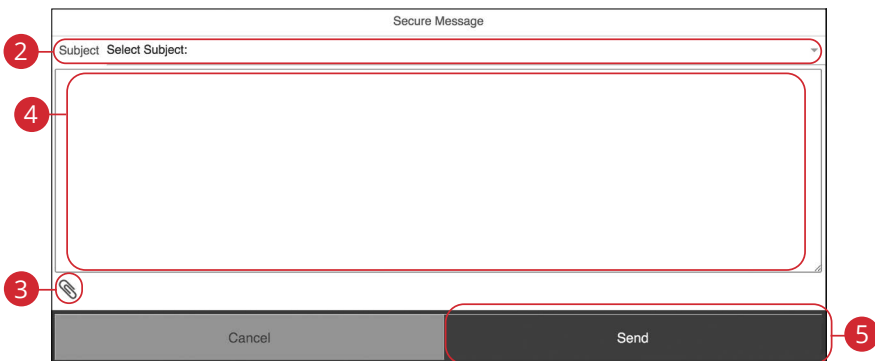 Secure Message
2 Subject Select Subject:
4
3
Cancel Send 5